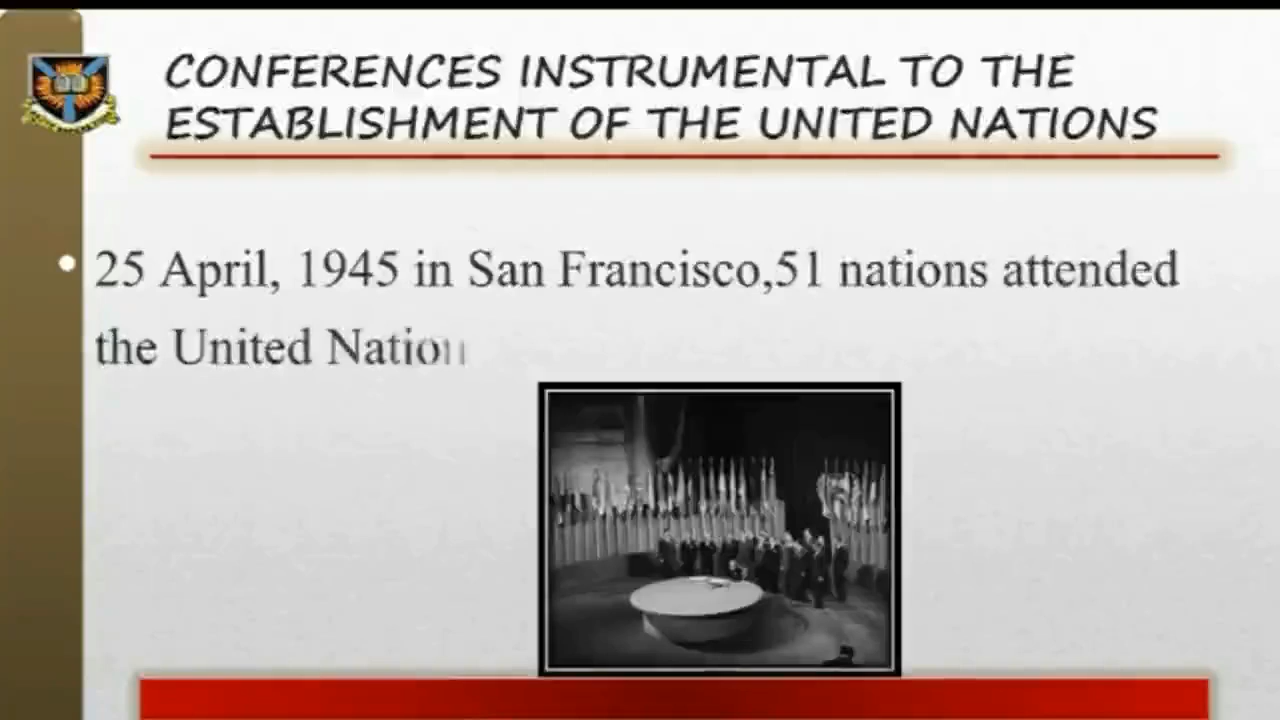 CONFERENCES INSTRUMENTAL TO THE
ESTABLISHMENT OF THE UNITED NATIONS
• 25 April, 1945 in San Francisco,51 nations attended
the United Nation